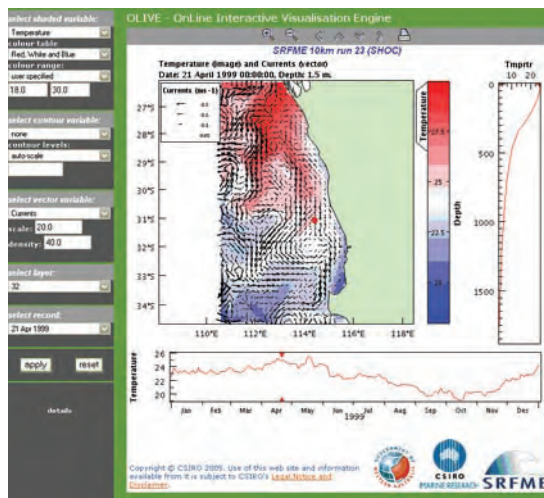 OLIVE - OnLine Interactive Visualisation Engine
select shaded variable:
Temperature
colour table
Red, White and Blue
colour range:
user specified
18.0
30.0
select contour variable:
none
contour levels:
auto-scale
select vector variable:
Currents
scale: 20.0
density: 40.0
select layer:
32
select record:
21 Apr 1999
apply
reset
details
SRFME 10km run 23 (SHOC)
Temperature (image) and Currents (vector)
Date: 21 April 1999 00:00:00, Depth: 1.5 m.
Currents (ms -1)
27°S
28°S
29°S
30°S
31°S
32°S
33°S
34°S
110°E
112°E
114°E
116°E
118°E
Temperature
27.5
25
22.5
20
Tmprtr
10 20
0
500
1000
1500
Depth
Temperature
26
24
22
20
Jan Feb Mar Apr May Jun Jul Aug Sep Oct Nov Dec
1999
Copyright © CSIRO 2005. Use of this web site and information
available from it is subject to CSIRO's Legal Notice and
Disclaimer.
CSIRO
MARINE RESEARCH
SRFME